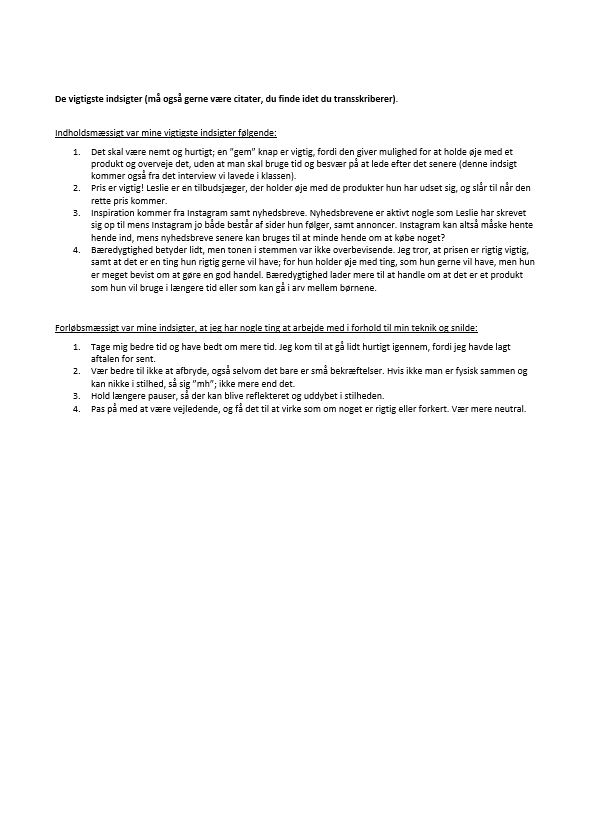 De vigtigste indsigter (må også gerne være citater, du finde idet du transskriberer).
Indholdsmæssigt var mine vigtigste indsigter følgende:
1. Det skal være nemt og hurtigt; en ”gem” knap er vigtig, fordi den giver mulighed for at holde øje med et
produkt og overveje det, uden at man skal bruge tid og besvær på at lede efter det senere (denne indsigt
kommer også fra det interview vi lavede i klassen).
2. Pris er vigtig! Leslie er en tilbudsjæger, der holder øje med de produkter hun har udset sig, og slår til når den
rette pris kommer.
3. Inspiration kommer fra Instagram samt nyhedsbreve. Nyhedsbrevene er aktivt nogle som Leslie har skrevet
sig op til mens Instagram jo både består af sider hun følger, samt annoncer. Instagram kan altså måske hente
hende ind, mens nyhedsbreve senere kan bruges til at minde hende om at købe noget?
4. Bæredygtighed betyder lidt, men tonen i stemmen var ikke overbevisende. Jeg tror, at prisen er rigtig vigtig,
samt at det er en ting hun rigtig gerne vil have; for hun holder øje med ting, som hun gerne vil have, men hun
er meget bevist om at gøre en god handel. Bæredygtighed lader mere til at handle om at det er et produkt
som hun vil bruge i længere tid eller som kan gå i arv mellem børnene.
Forløbsmæssigt var mine indsigter, at jeg har nogle ting at arbejde med i forhold til min teknik og snilde:
1. Tage mig bedre tid og have bedt om mere tid. Jeg kom til at gå lidt hurtigt igennem, fordi jeg havde lagt
aftalen for sent.
2. Vær bedre til ikke at afbryde, også selvom det bare er små bekræftelser. Hvis ikke man er fysisk sammen og
kan nikke i stilhed, så sig ”mh”; ikke mere end det.
3. Hold længere pauser, så der kan blive reflekteret og uddybet i stilheden.
4. Pas på med at være vejledende, og få det til at virke som om noget er rigtig eller forkert. Vær mere neutral.